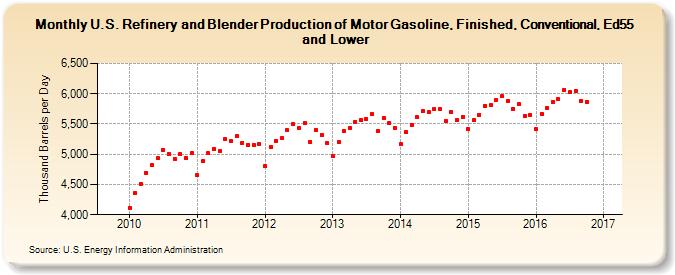 Monthly U.S. Refinery and Blender Production of Motor Gasoline, Finished, Conventional, Ed55
and Lower
Thousand Barrels per Day
6,500
6,000
5,500
5,000
4,500
4,000
2010 2011 2012 2013 2014 2015 2016 2017
Source: U.S. Energy Information Administration